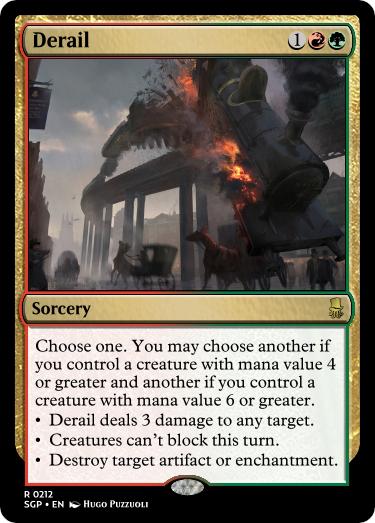 Derail 1
Sorcery
Choose one. You may choose another if
you control a creature with mana value 4
or greater and another if you control a
creature with mana value 6 or greater.
• Derail deals 3 damage to any target.
• Creatures can't block this turn.
• Destroy target artifact or enchantment.
R 0212
SGP • EN Hugo Puzzuoli